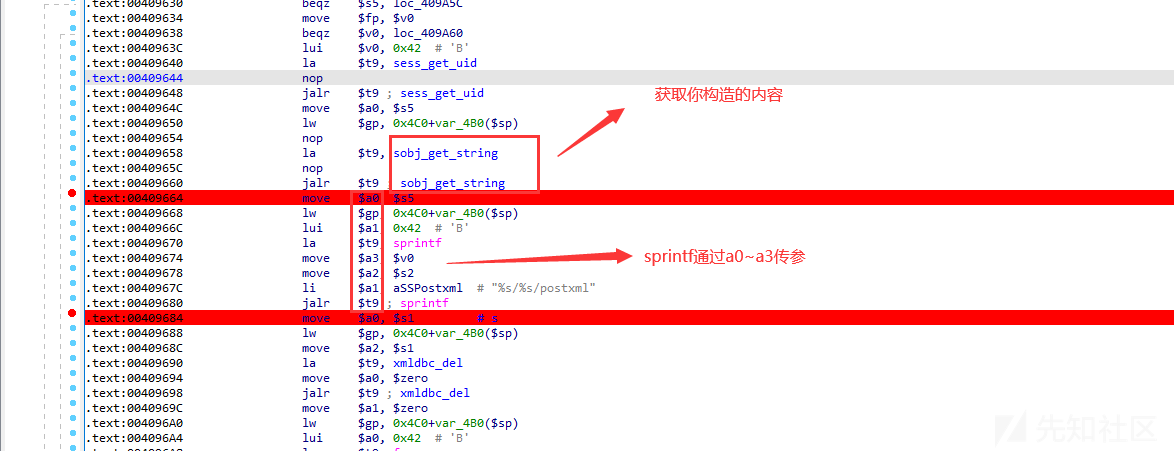 .text:00409630 beqz $s5, loc_409A5C
.text:00409634 move $fp, $v0
.text:00409638 beqz $v0, loc_409A60
.text:0040963C lui $v0, 0x42 # 'B'
.text:00409640 la $t9, sess_get_uid
.text:00409644 nop
.text:00409648 jalr $t9 ; sess_get_uid
.text:0040964C move $a0, $s5
.text:00409650 lw $gp, 0x4C0+var_4B0($sp)
.text:00409654 nop
.text:00409658 la $t9, sobj_get_string
.text:0040965C nop
.text:00409660 jalr $t9 sobj_get_string
.text:00409664 move $a0 $s5
.text:00409668 lw $gp 0x4C0+var_4B0($sp)
.text:0040966C lui $a1 0x42 # 'B'
.text:00409670 la $t9 sprintf
.text:00409674 move $a3 $v0
.text:00409678 move $a2 $s2
.text:0040967C li $a1 aSSPostxml # "%s/%s/postxml"
.text:00409680 jalr $t9 ; sprintf
.text:00409684 move $a0, $s1 # s
.text:00409688 lw $gp, 0x4C0+var_4B0($sp)
.text:0040968C move $a2, $s1
.text:00409690 la $t9, xmldbc_del
.text:00409694 move $a0, $zero
.text:00409698 jalr $t9 ; xmldbc_del
.text:0040969C move $a1, $zero
.text:004096A0 lw $gp, 0x4C0+var_4B0($sp)
.text:004096A4 lui $a0, 0x42 # 'B'
获取你构造的内容
sprintf通过a0~a3传参
先知社区